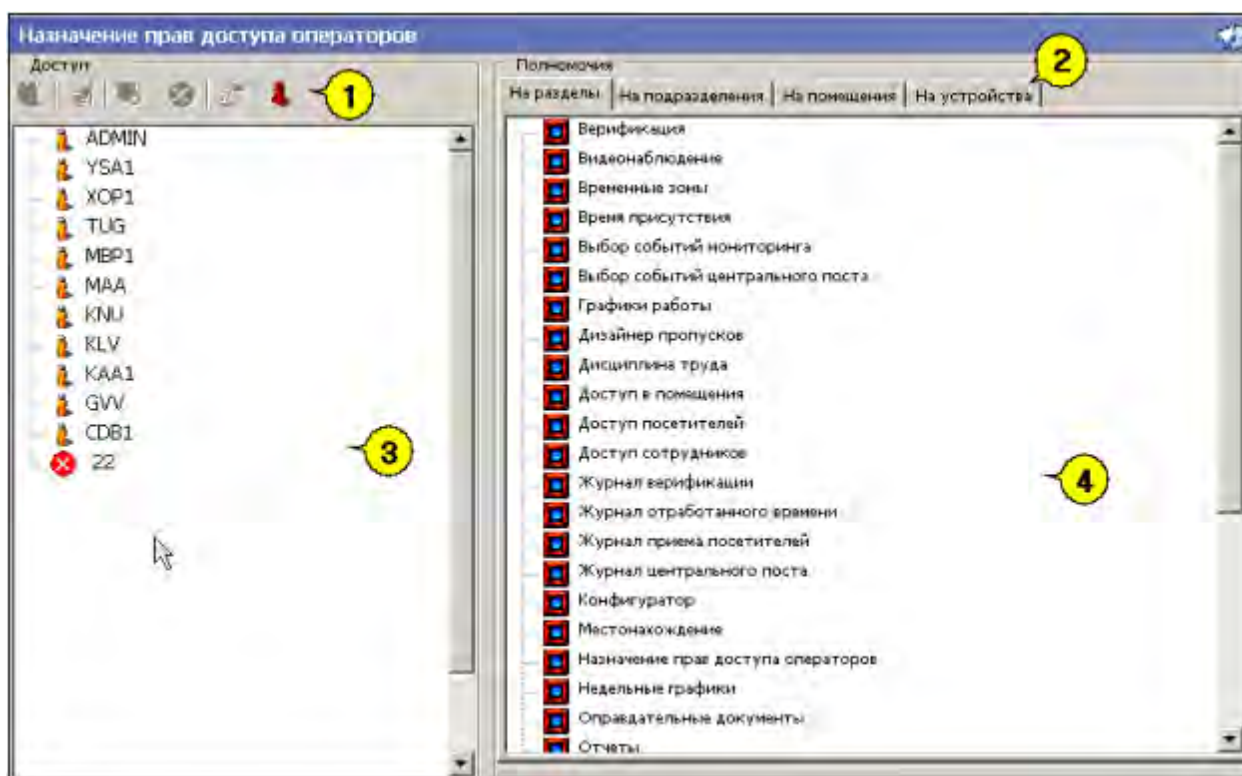 Назначение прав доступа операторов
Доступ
1
Полномочия
2
На разделы На подразделения На помещения На устройства
ADMIN
YSA1
XOP1
TUG
MBP1
MAA
KNU
KLV
KAA1
GVV
CDB1
22
3
Верификация
Видеонаблюдение
Временные зоны
Время присутствия
Выбор событий мониторинга
Выбор событий центрального поста
Графики работы
Дизайнер пропусков
Дисциплина труда
Доступ в помещения
Доступ посетителей
Доступ сотрудников
Журнал верификации
Журнал отработанного времени
Журнал приема посетителей
Журнал центрального поста
Конфигуратор
Местонахождение
Назначение прав доступа операторов
Недельные графики
Оправдательные документы
Отчеты
4